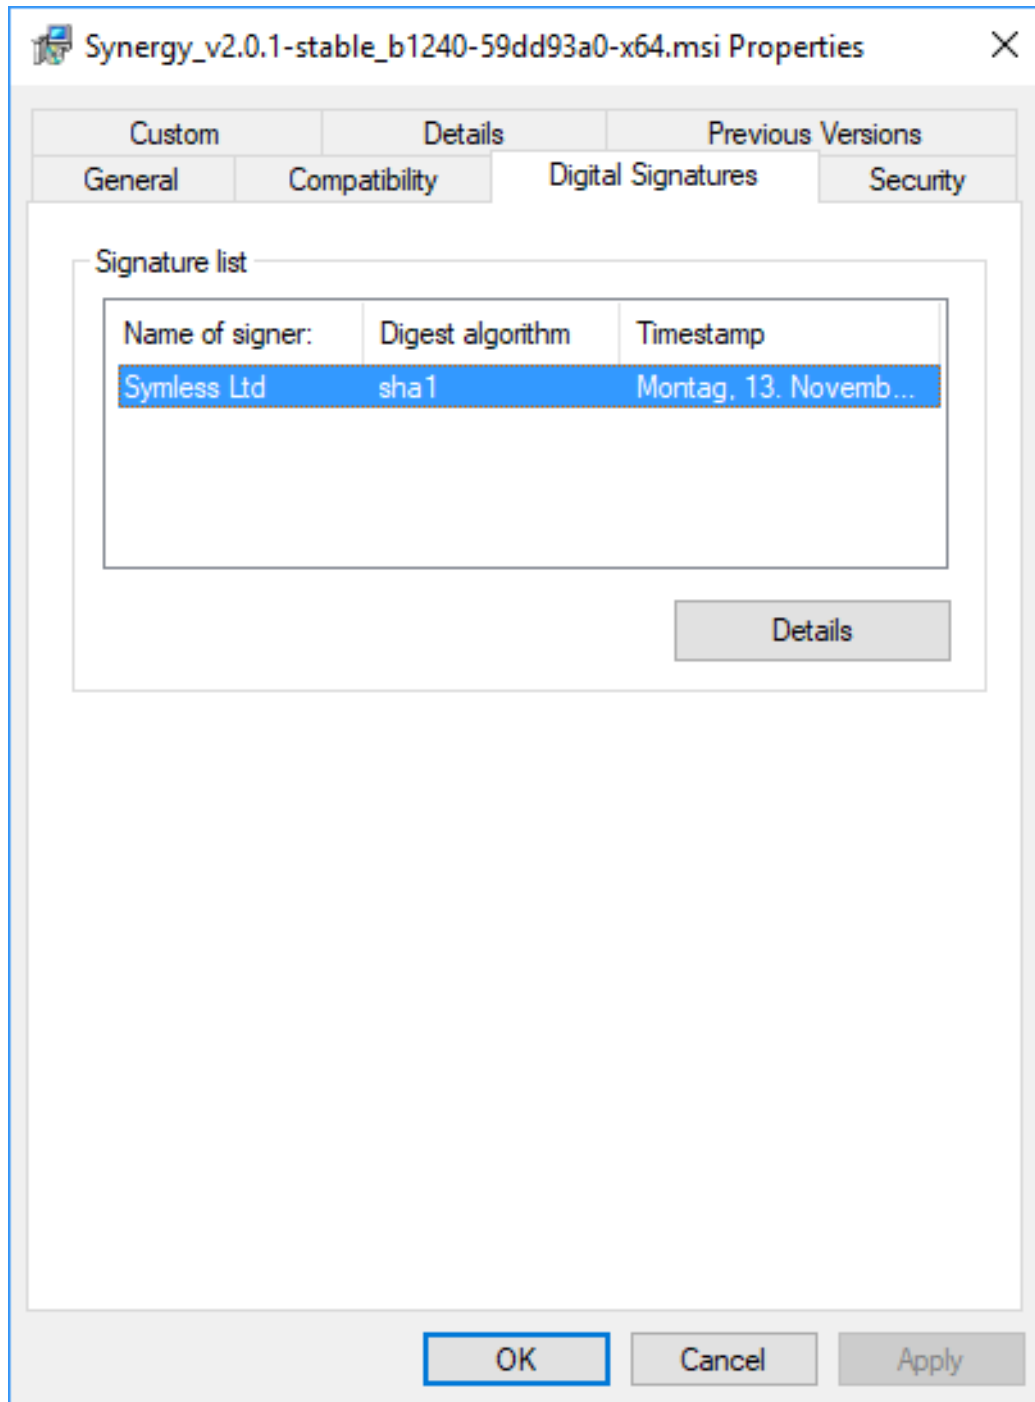 Synergy_v2.0.1-stable_b1240-59dd93a0-x64.msi Properties
Custom Details Previous Versions
General Compatibility Digital Signatures Security
Signature list
Name of signer: Digest algorithm Timestamp
Symless Ltd sha1 Montag, 13. Novemb...
Details
OK Cancel Apply